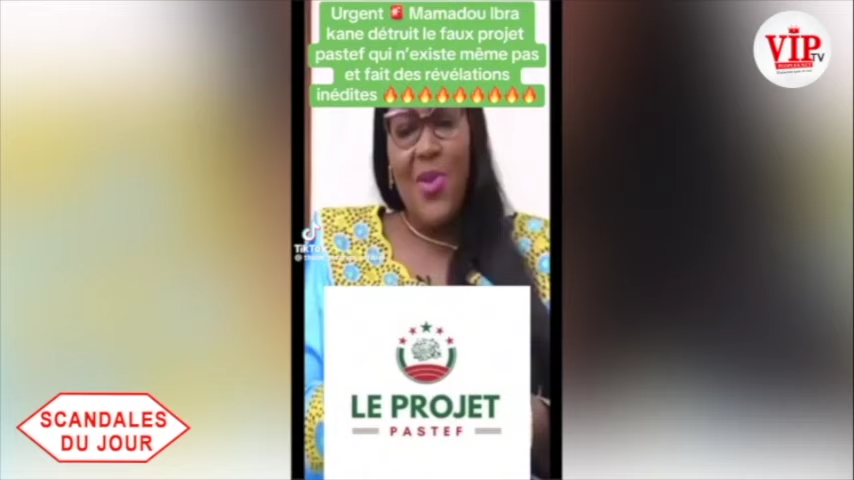 Urgent 🚨 Mamadou Ibra
kane détruit le faux projet
pastef qui n'existe même pas
et fait des révélations
inédites 🔥🔥🔥🔥🔥🔥🔥🔥🔥
VIP
TV
TikTok
LE PROJET
PASTEF
SCANDALES
DU JOUR